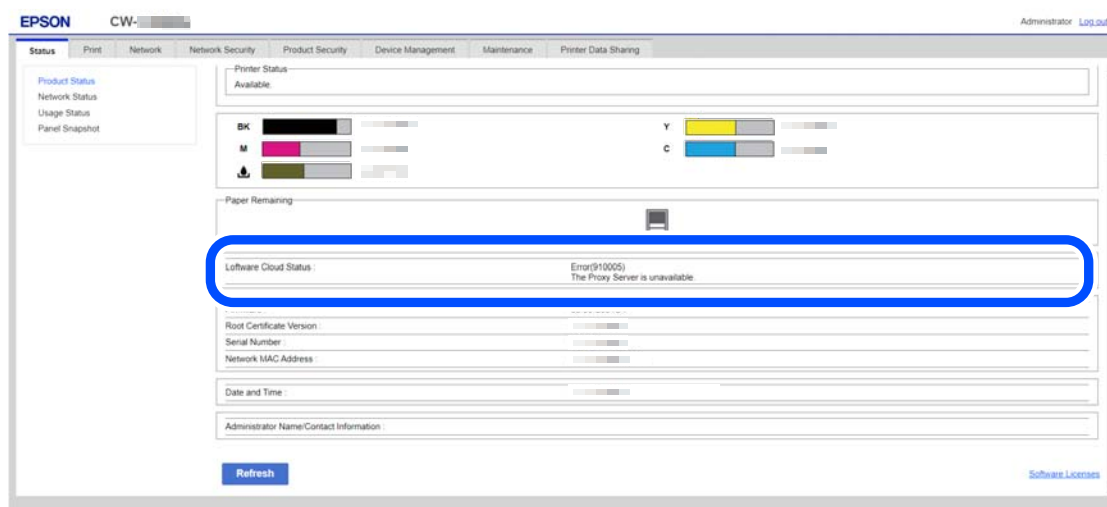 EPSON CW-
Administrator Log out
Status Print Network Network Security Product Security Device Management Maintenance Printer Data Sharing
Product Status
Network Status
Usage Status
Panel Snapshot
Printer Status
Available.
BK
Y
M
C
Paper Remaining
Loftware Cloud Status : Error(910005)
The Proxy Server is unavailable.
Root Certificate Version :
Serial Number :
Network MAC Address :
Date and Time :
Administrator Name/Contact Information :
Refresh
Software Licenses